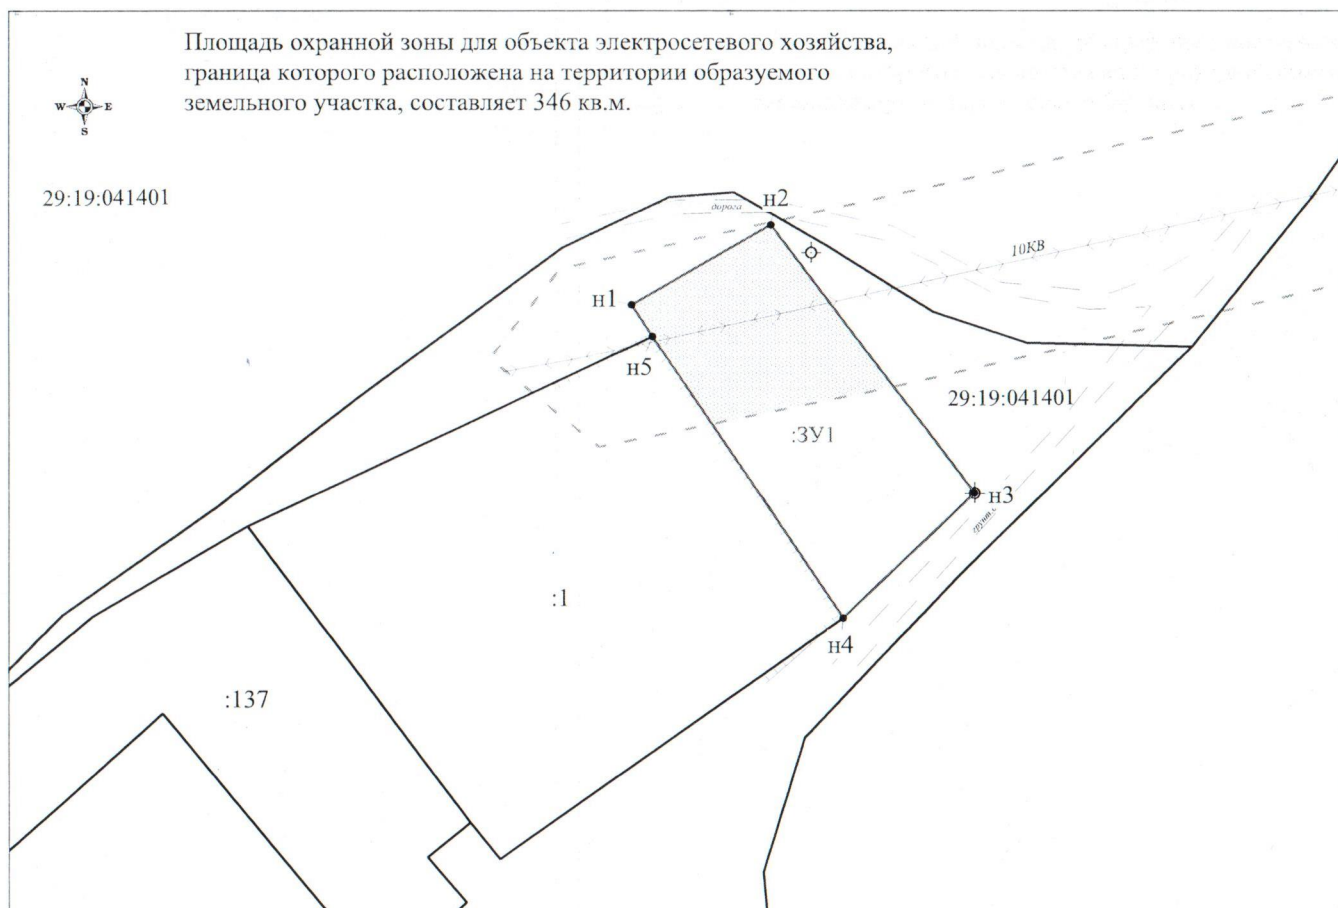 Площадь охранной зоны для объекта электросетевого хозяйства,
граница которого расположена на территории образуемого
земельного участка, составляет 346 кв.м.
N
W E
S
29:19:041401
дорога
н2
10КВ
н1
н5
29:19:041401
:ЗУ1
н3
:1
н4
:137